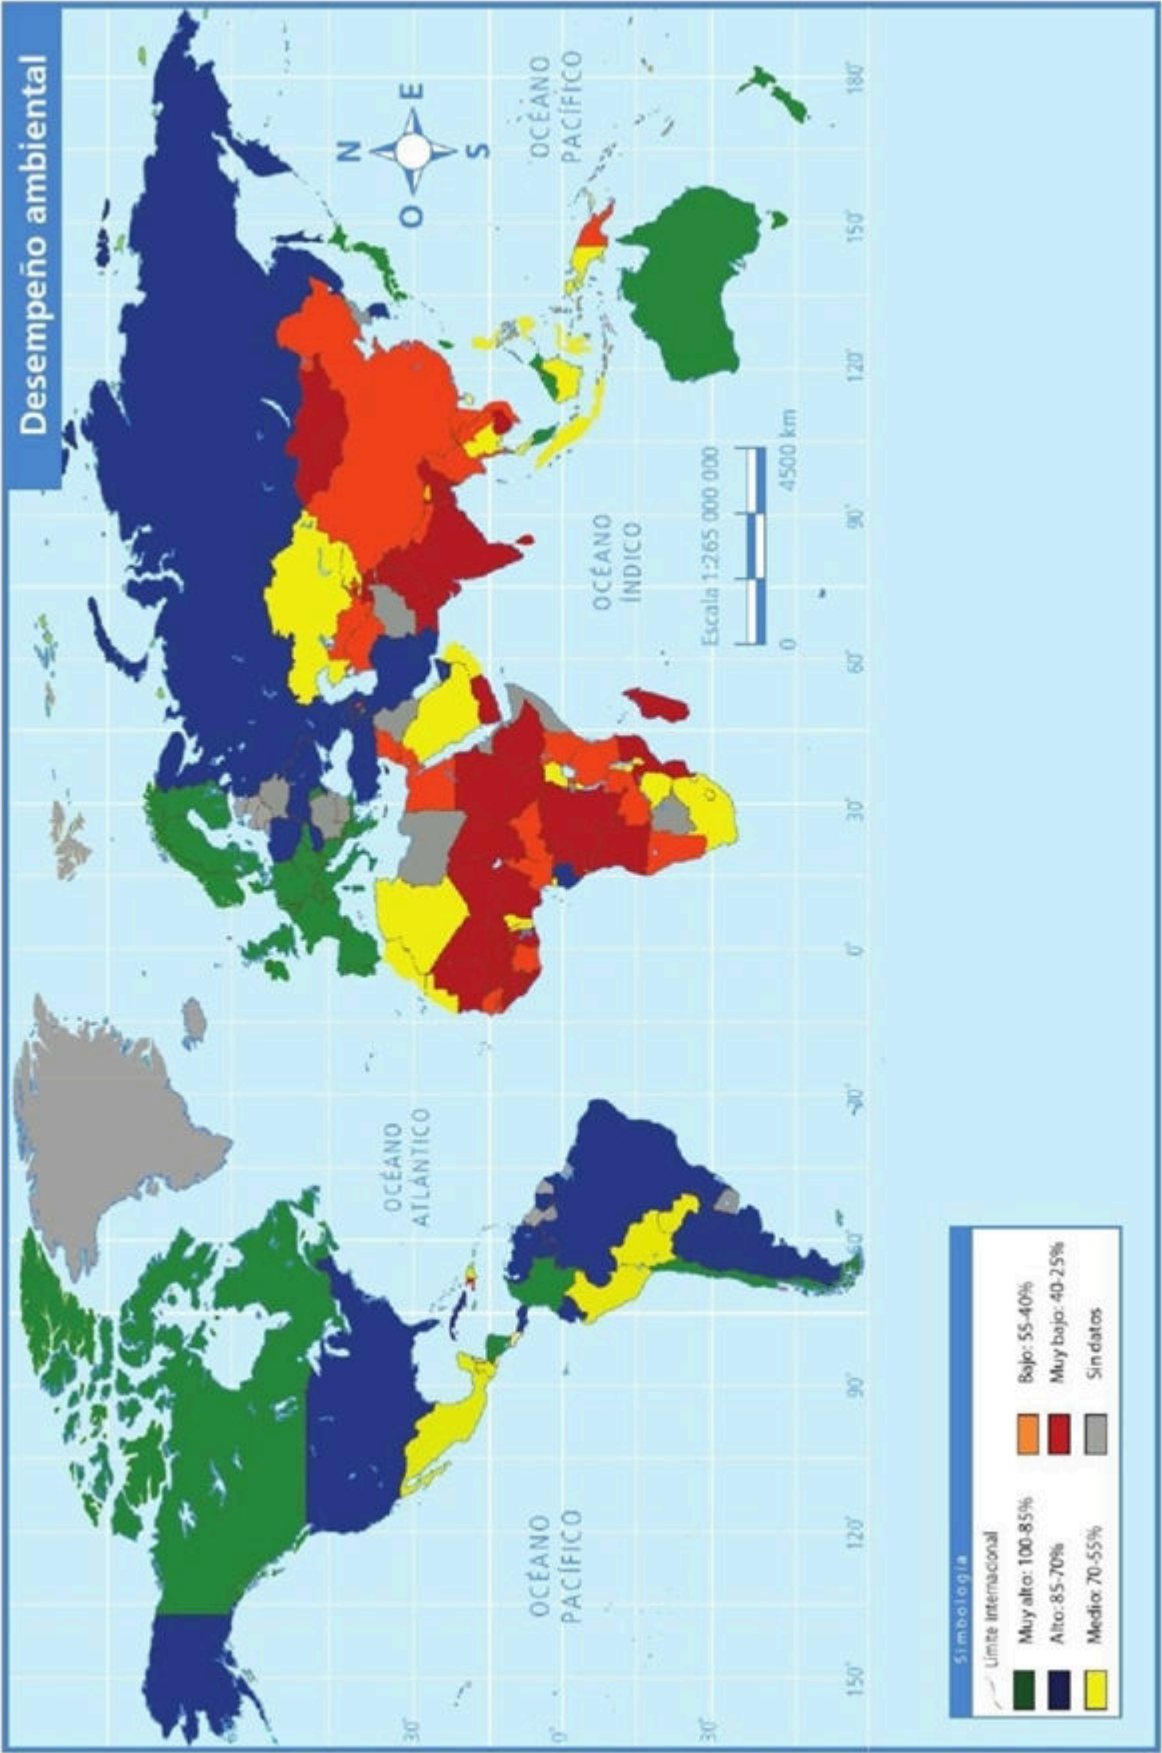 Desempeño ambiental
N
O
E
S
OCÉANO
PACÍFICO
OCÉANO
ATLÁNTICO
OCÉANO
ÍNDICO
OCÉANO
PACÍFICO
Escala 1:265 000 000
0
4500 km
30°
0°
30°
150°
120°
90°
60°
30°
0°
30°
60°
90°
120°
150°
180°
Simbología
Límite internacional
Muy alto: 100-85%
Alto: 85-70%
Medio: 70-55%
Bajo: 55-40%
Muy bajo: 40-25%
Sin datos